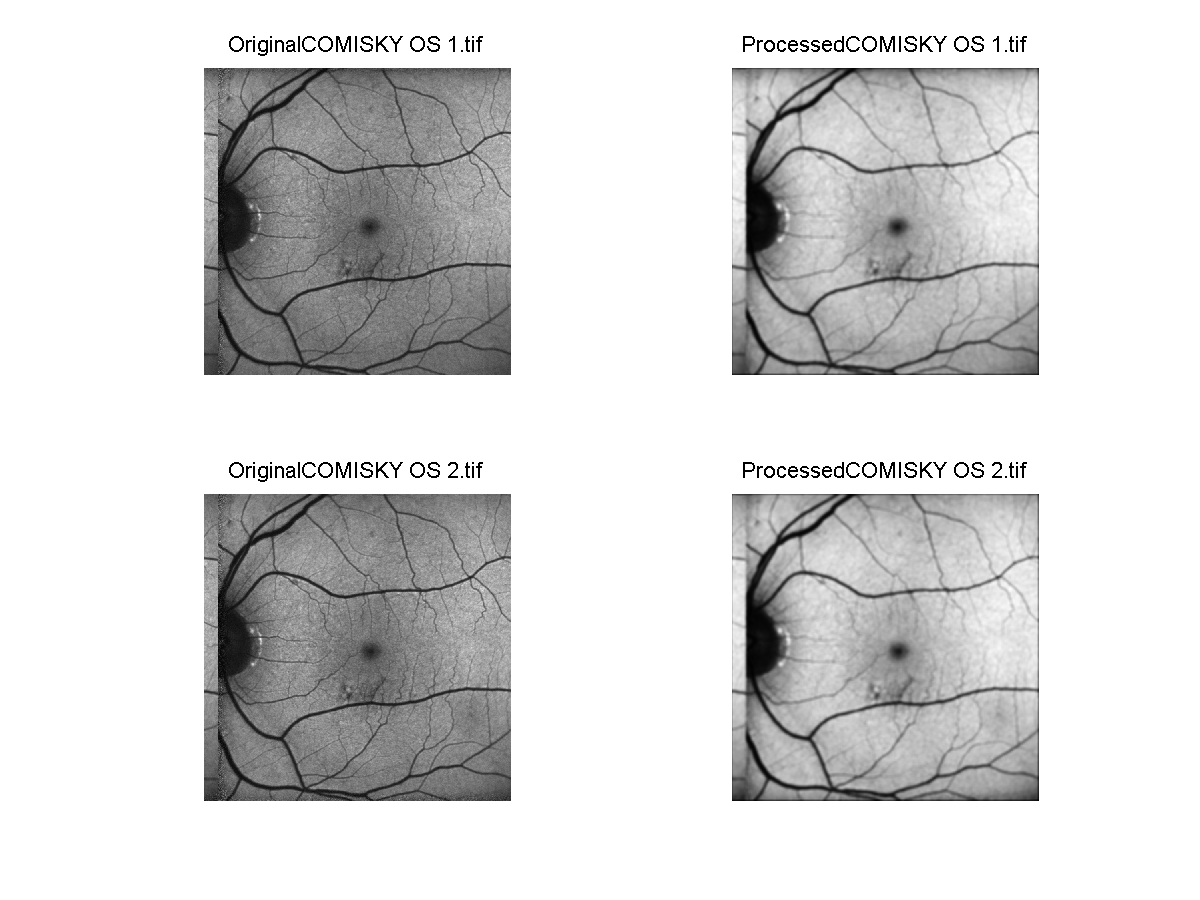 OriginalCOMISKY OS 1.tif
ProcessedCOMISKY OS 1.tif
OriginalCOMISKY OS 2.tif
ProcessedCOMISKY OS 2.tif